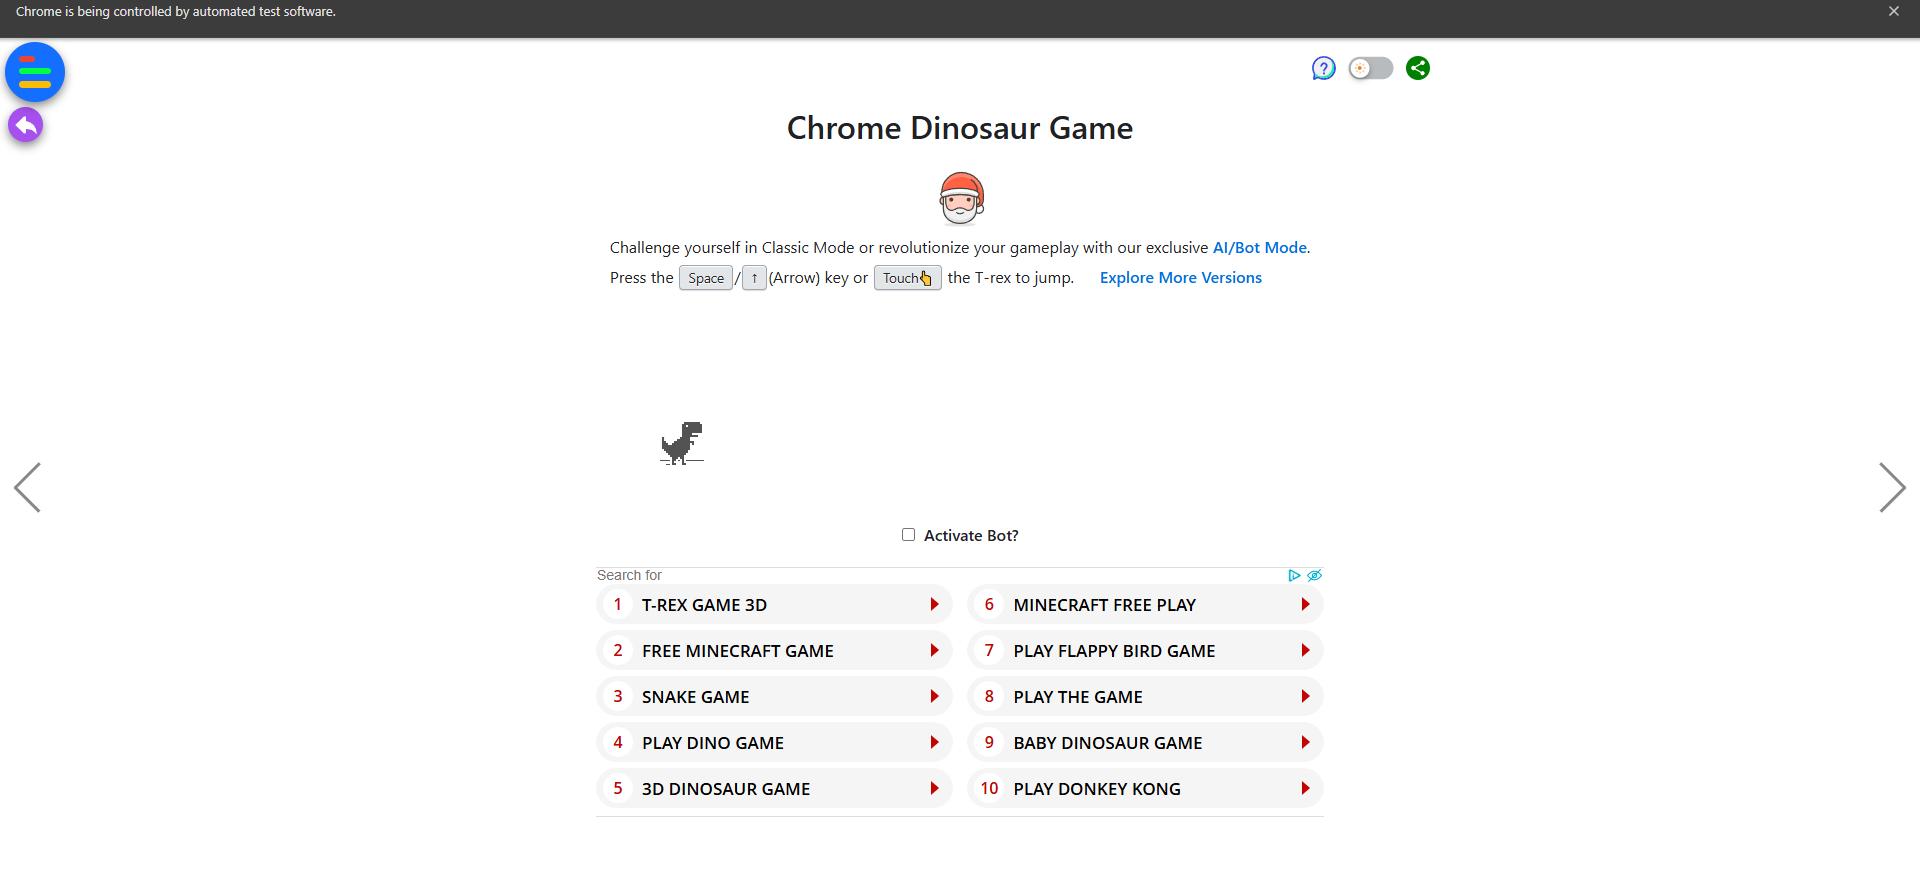 Chrome is being controlled by automated test software.
Chrome Dinosaur Game
Challenge yourself in Classic Mode or revolutionize your gameplay with our exclusive AI/Bot Mode.
Press the Space / ↑ (Arrow) key or Touch👆 the T-rex to jump. Explore More Versions
Activate Bot?
Search for
1 T-REX GAME 3D
2 FREE MINECRAFT GAME
3 SNAKE GAME
4 PLAY DINO GAME
5 3D DINOSAUR GAME
6 MINECRAFT FREE PLAY
7 PLAY FLAPPY BIRD GAME
8 PLAY THE GAME
9 BABY DINOSAUR GAME
10 PLAY DONKEY KONG